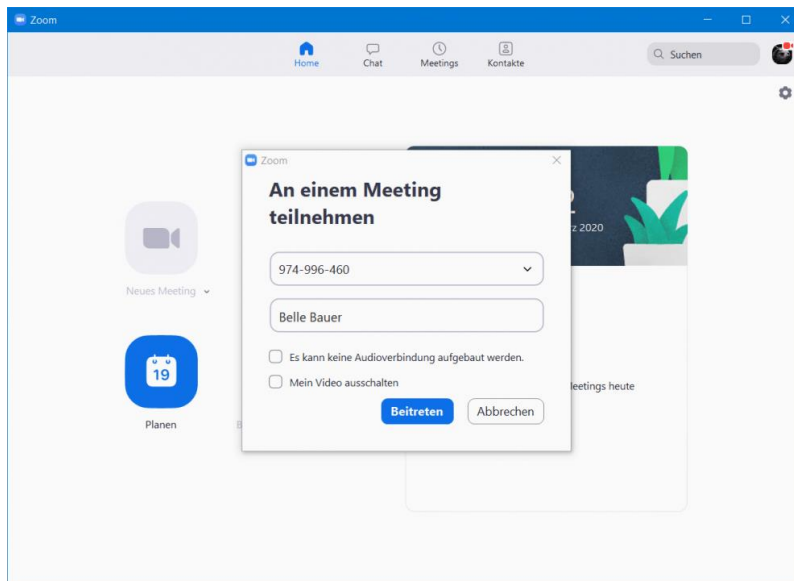 Zoom
Home
Chat
Meetings
Kontakte
Suchen
Zoom
An einem Meeting
teilnehmen
z 2020
974-996-460
Neues Meeting
Belle Bauer
Es kann keine Audioverbindung aufgebaut werden.
19
Mein Video ausschalten
eetings heute
Beitreten
Abbrechen
Planen